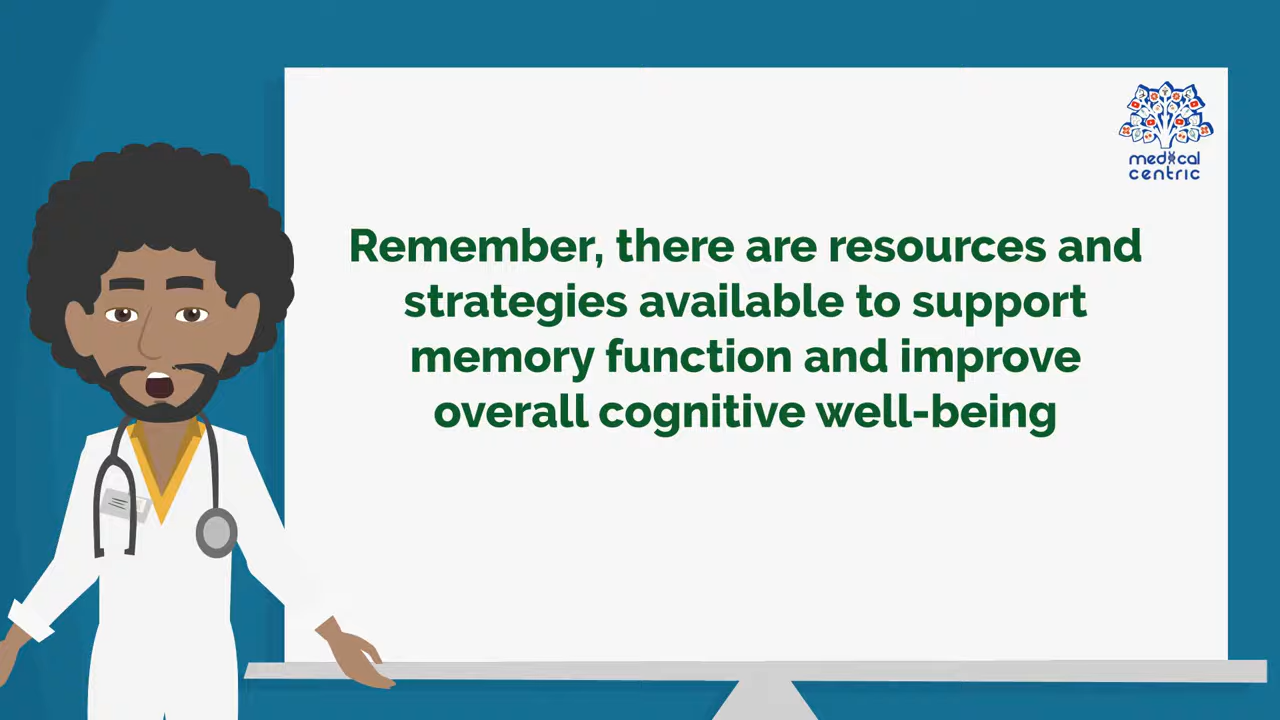 medical
centric
Remember, there are resources and
strategies available to support
memory function and improve
overall cognitive well-being